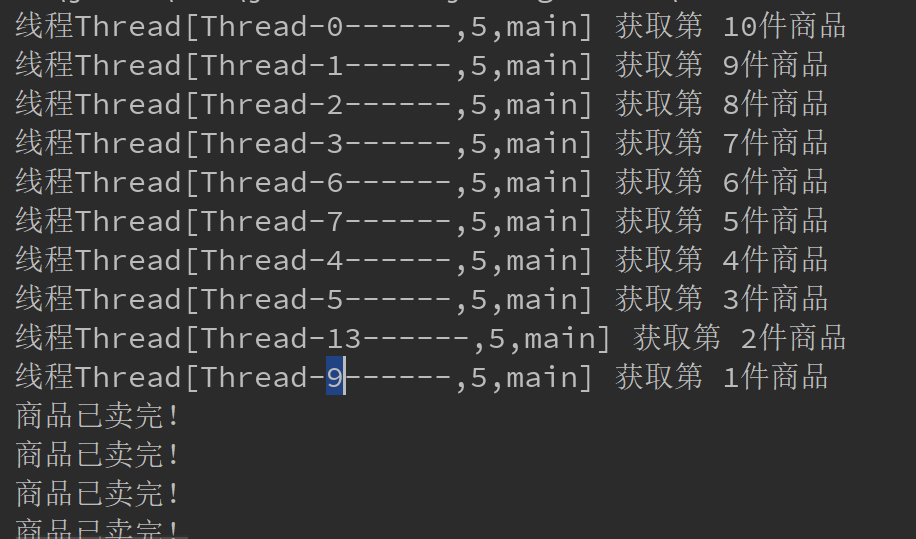 线程Thread[Thread-0------,5,main] 获取第 10件商品
线程Thread[Thread-1------,5,main] 获取第 9件商品
线程Thread[Thread-2------,5,main] 获取第 8件商品
线程Thread[Thread-3------,5,main] 获取第 7件商品
线程Thread[Thread-6------,5,main] 获取第 6件商品
线程Thread[Thread-7------,5,main] 获取第 5件商品
线程Thread[Thread-4------,5,main] 获取第 4件商品
线程Thread[Thread-5------,5,main] 获取第 3件商品
线程Thread[Thread-13------,5,main] 获取第 2件商品
线程Thread[Thread-9------,5,main] 获取第 1件商品
商品已卖完!
商品已卖完!
商品已卖完!
商品已卖完!